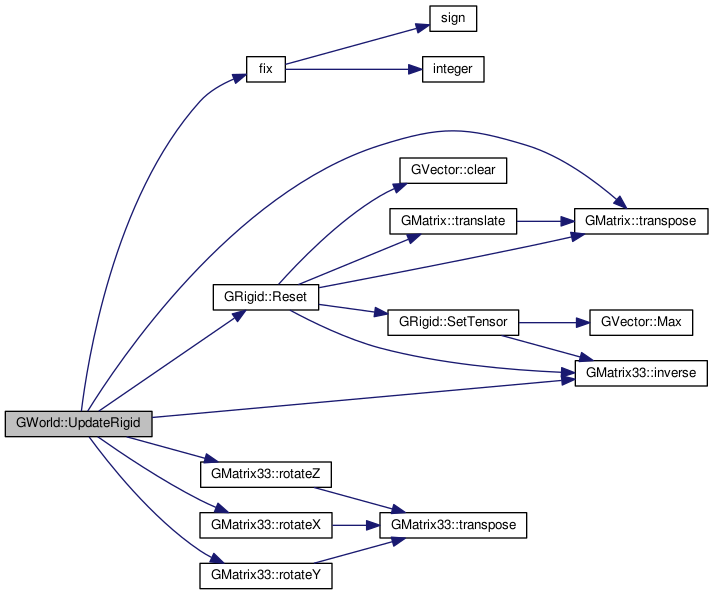 sign
fix
integer
GVector::clear
GMatrix::translate
GMatrix::transpose
GRigid::Reset
GRigid::SetTensor
GVector::Max
GMatrix33::inverse
GWorld::UpdateRigid
GMatrix33::rotateZ
GMatrix33::rotateX
GMatrix33::transpose
GMatrix33::rotateY